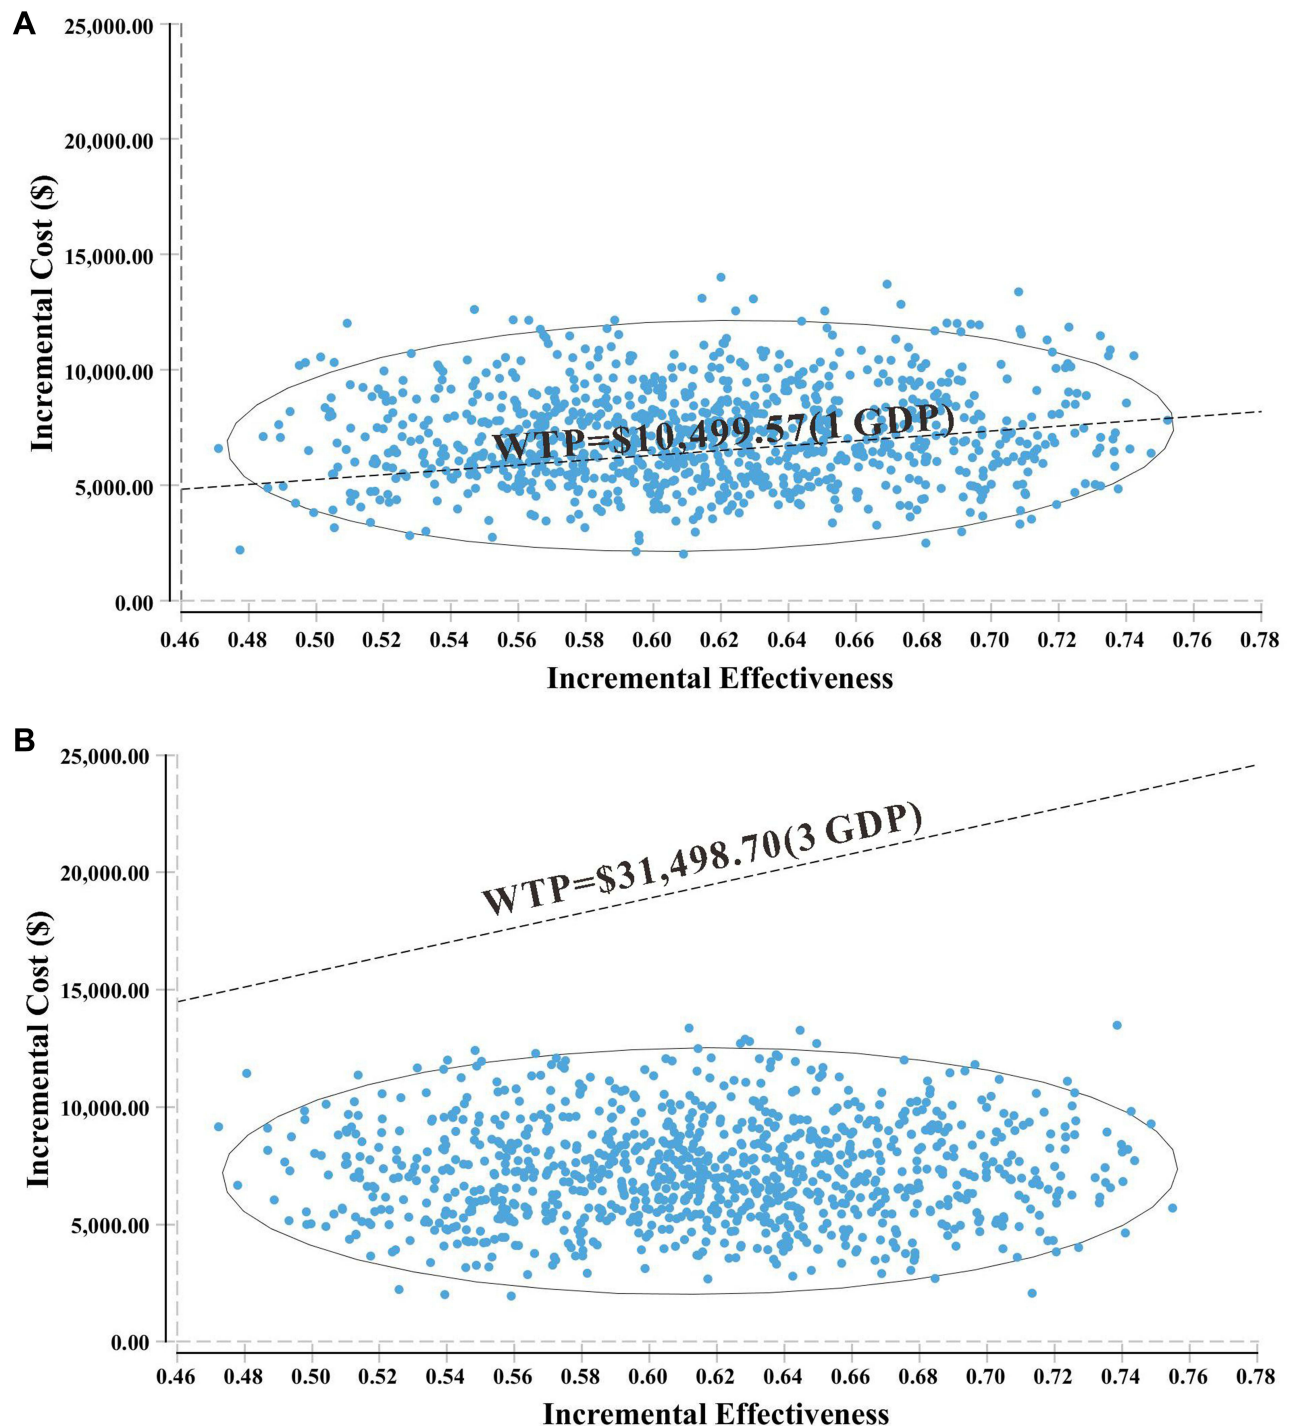 A
25,000.00
20,000.00
15,000.00
10,000.00
5,000.00
0.00
Incremental Cost ($)
WTP=$10,499.57(1 GDP)
0.46 0.48 0.50 0.52 0.54 0.56 0.58 0.60 0.62 0.64 0.66 0.68 0.70 0.72 0.74 0.76 0.78
Incremental Effectiveness
B
25,000.00
20,000.00
15,000.00
10,000.00
5,000.00
0.00
Incremental Cost ($)
WTP=$31,498.70(3 GDP)
0.46 0.48 0.50 0.52 0.54 0.56 0.58 0.60 0.62 0.64 0.66 0.68 0.70 0.72 0.74 0.76 0.78
Incremental Effectiveness